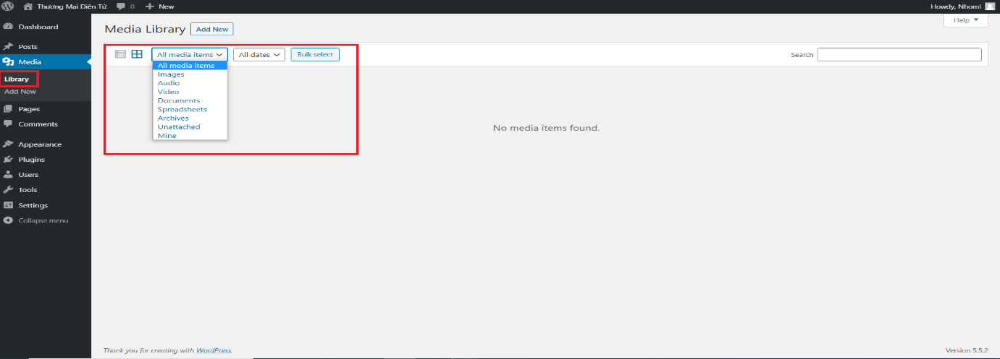 Thương Mai Diên Tử 0 New Howdy, Nhoml
Help
Dashboard
Posts
Media
Library
Add New
Pages
Comments
Appearance
Plugins
Users
Tools
Settings
Collapse menu
Media Library Add New
All media items All dates Bulk select Search
All media items
Images
Audio
Video
Documents
Spreadsheets
Archives
Unattached
Mine
No media items found.
Thank you for creating with WordPress. Version 5.5.2